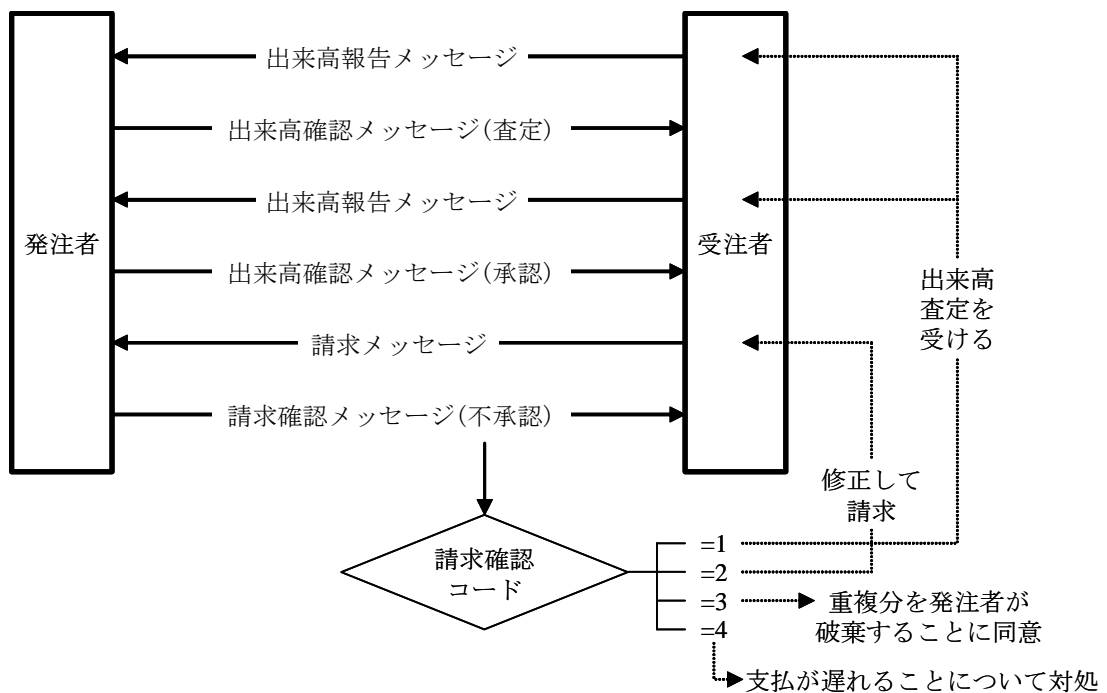 出来高報告メッセージ
出来高確認メッセージ(査定)
出来高報告メッセージ
発注者
受注者
出来高確認メッセージ(承認)
出来高
査定を
受ける
請求メッセージ
請求確認メッセージ(不承認)
修正して
請求
請求確認
コード
=1
=2
=3
重複分を発注者が
破棄することに同意
=4
支払が遅れることについて対処